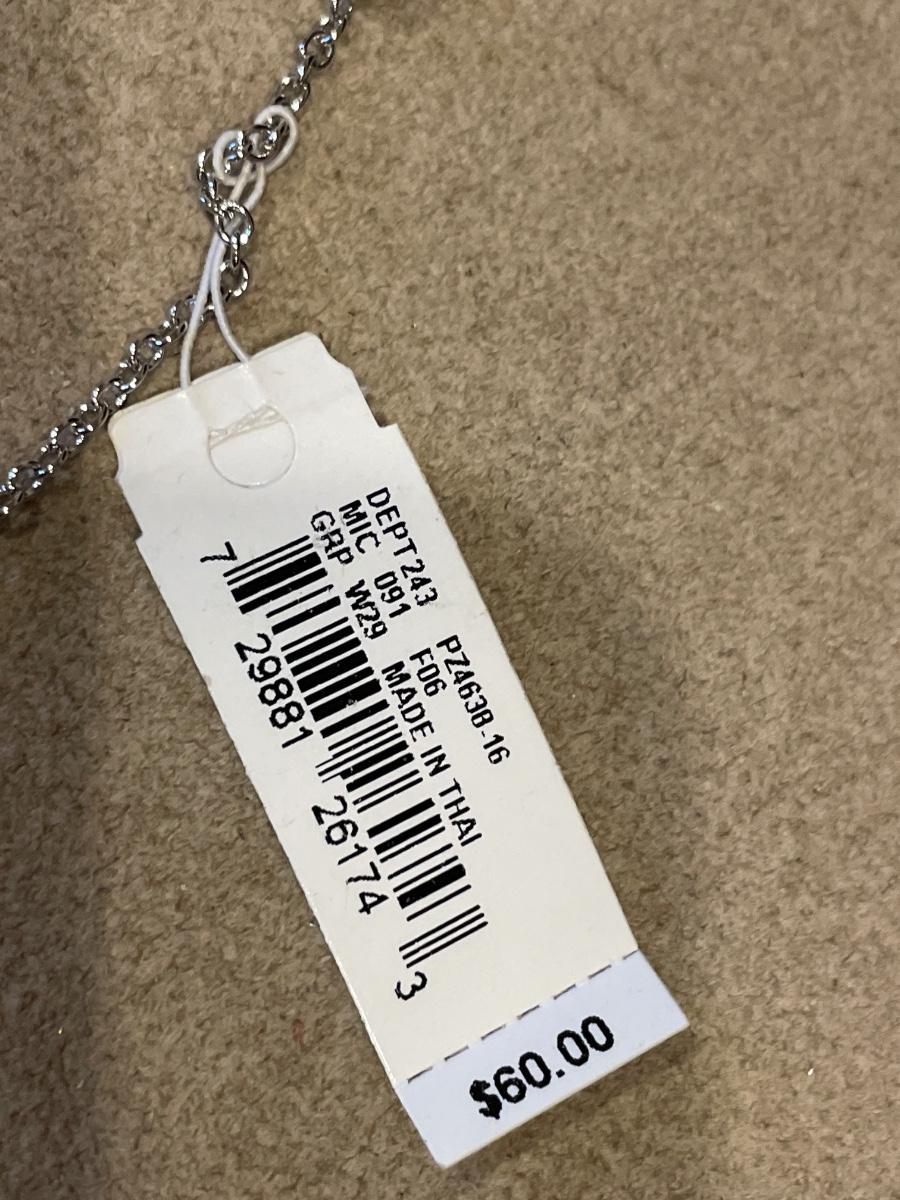 DEPT 243 PZ4638-16
MIC 091 F06
GRP W29 MADE IN THAI
7 29881 26174 3
$60.00